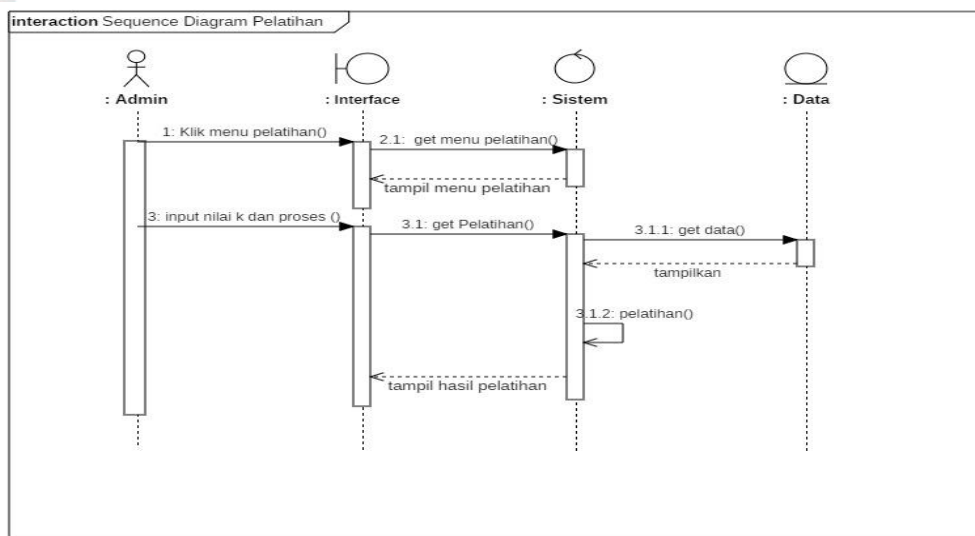 interaction Sequence Diagram Pelatihan
: Admin
: Interface
: Sistem
: Data
1: Klik menu pelatihan()
2.1: get menu pelatihan()
tampil menu pelatihan
3: input nilai k dan proses ()
3.1: get Pelatihan()
3.1.1: get data()
tampilkan
3.1.2: pelatihan()
tampil hasil pelatihan